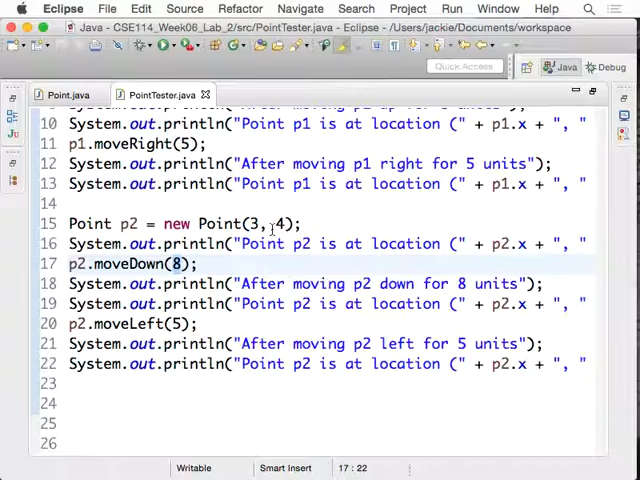 Eclipse File Edit Source Refactor Navigate Search Project Run Window Help
Java - CSE114_Week06_Lab_2/src/PointTester.java - Eclipse - /Users/jackie/Documents/workspace
Quick Access
Java
Debug
Point.java
PointTester.java
10 System.out.println("Point p1 is at location (" + p1.x + ", "
11 p1.moveRight(5);
12 System.out.println("After moving p1 right for 5 units");
13 System.out.println("Point p1 is at location (" + p1.x + ", "
14
15 Point p2 = new Point(3, 4);
16 System.out.println("Point p2 is at location (" + p2.x + ", "
17 p2.moveDown(8);
18 System.out.println("After moving p2 down for 8 units");
19 System.out.println("Point p2 is at location (" + p2.x + ", "
20 p2.moveLeft(5);
21 System.out.println("After moving p2 left for 5 units");
22 System.out.println("Point p2 is at location (" + p2.x + ", "
23
24
25
26
Writable
Smart Insert
17 : 22